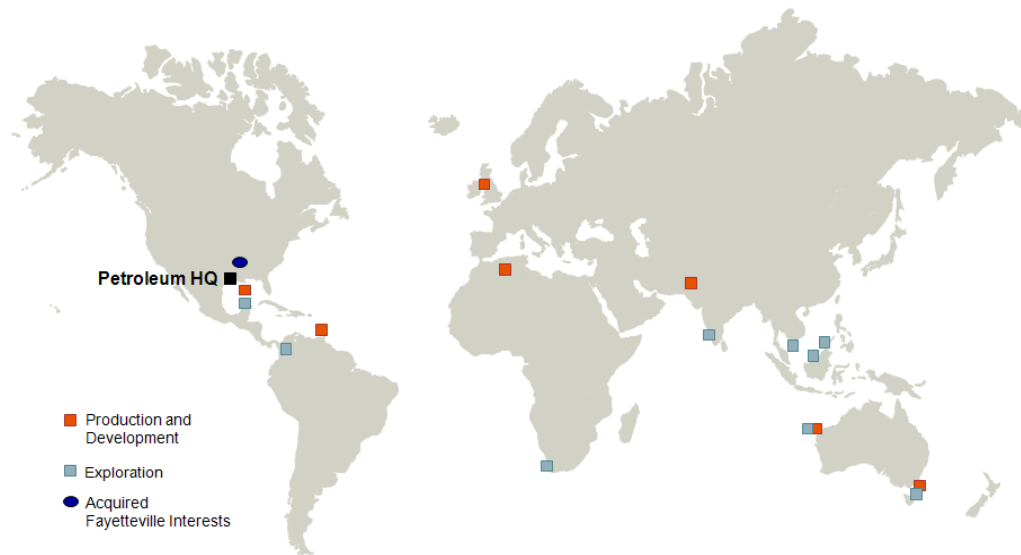 Petroleum HQ
Production and
Development
Exploration
Acquired
Fayetteville Interests